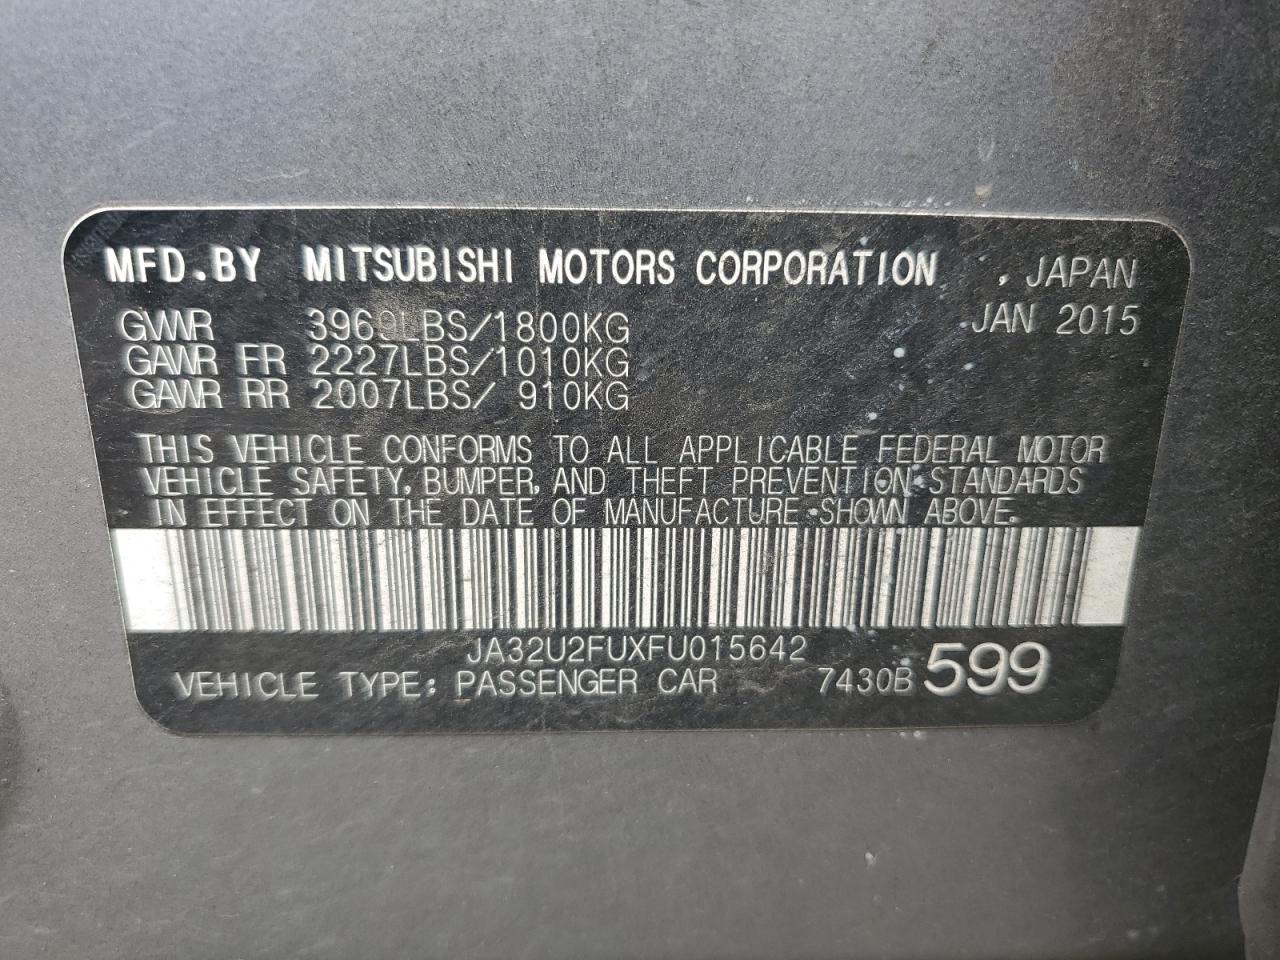 MFD.BY MITSUBISHI MOTORS CORPORATION , JAPAN
GVWR 3969LBS/1800KG JAN 2015
GAWR FR 2227LBS/1010KG
GAWR RR 2007LBS/ 910KG
THIS VEHICLE CONFORMS TO ALL APPLICABLE FEDERAL MOTOR
VEHICLE SAFETY, BUMPER, AND THEFT PREVENTION STANDARDS
IN EFFECT ON THE DATE OF MANUFACTURE SHOWN ABOVE.
JA32U2FUXFU015642
VEHICLE TYPE: PASSENGER CAR 7430B 599